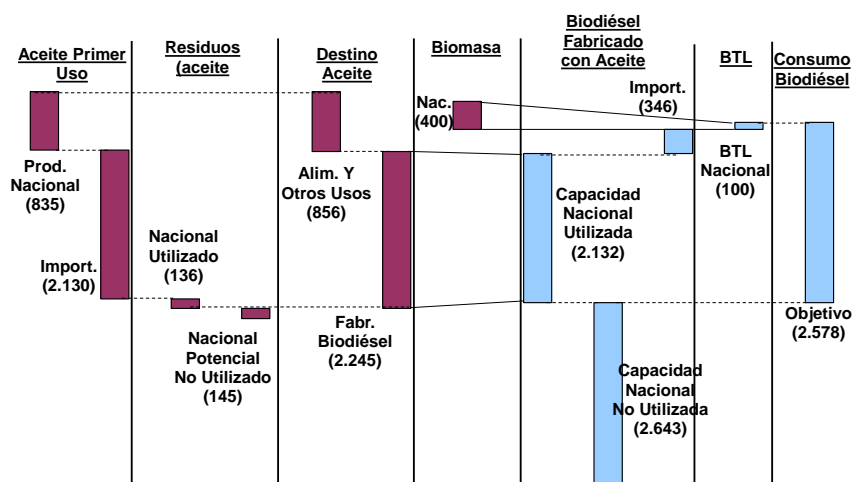 Aceite Primer
Uso
Residuos
(aceite
Destino
Aceite
Biomasa
Biodiésel
Fabricado
con Aceite
BTL
Consumo
Biodiésel
Prod.
Nacional
(835)
Import.
(2.130)
Nacional
Utilizado
(136)
Nacional
Potencial
No Utilizado
(145)
Alim. Y
Otros Usos
(856)
Fabr.
Biodiésel
(2.245)
Nac.
(400)
Import.
(346)
Capacidad
Nacional
Utilizada
(2.132)
Capacidad
Nacional
No Utilizada
(2.643)
BTL
Nacional
(100)
Objetivo
(2.578)